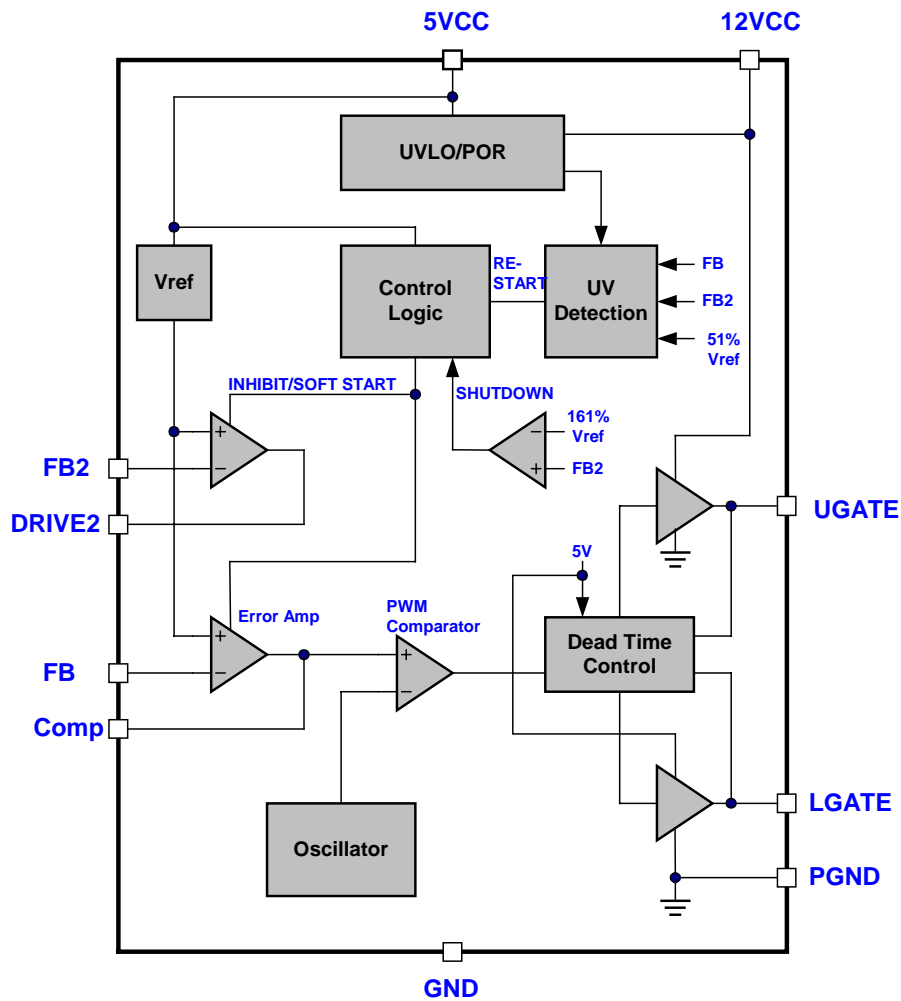 5VCC
12VCC
UVLO/POR
Vref
Control
Logic
RE-
START
UV
Detection
FB
FB2
51%
Vref
INHIBIT/SOFT START
SHUTDOWN
161%
Vref
FB2
+
−
−
+
FB2
DRIVE2
UGATE
5V
Error Amp
PWM
Comparator
Dead Time
Control
+
−
+
−
FB
Comp
Oscillator
LGATE
PGND
GND